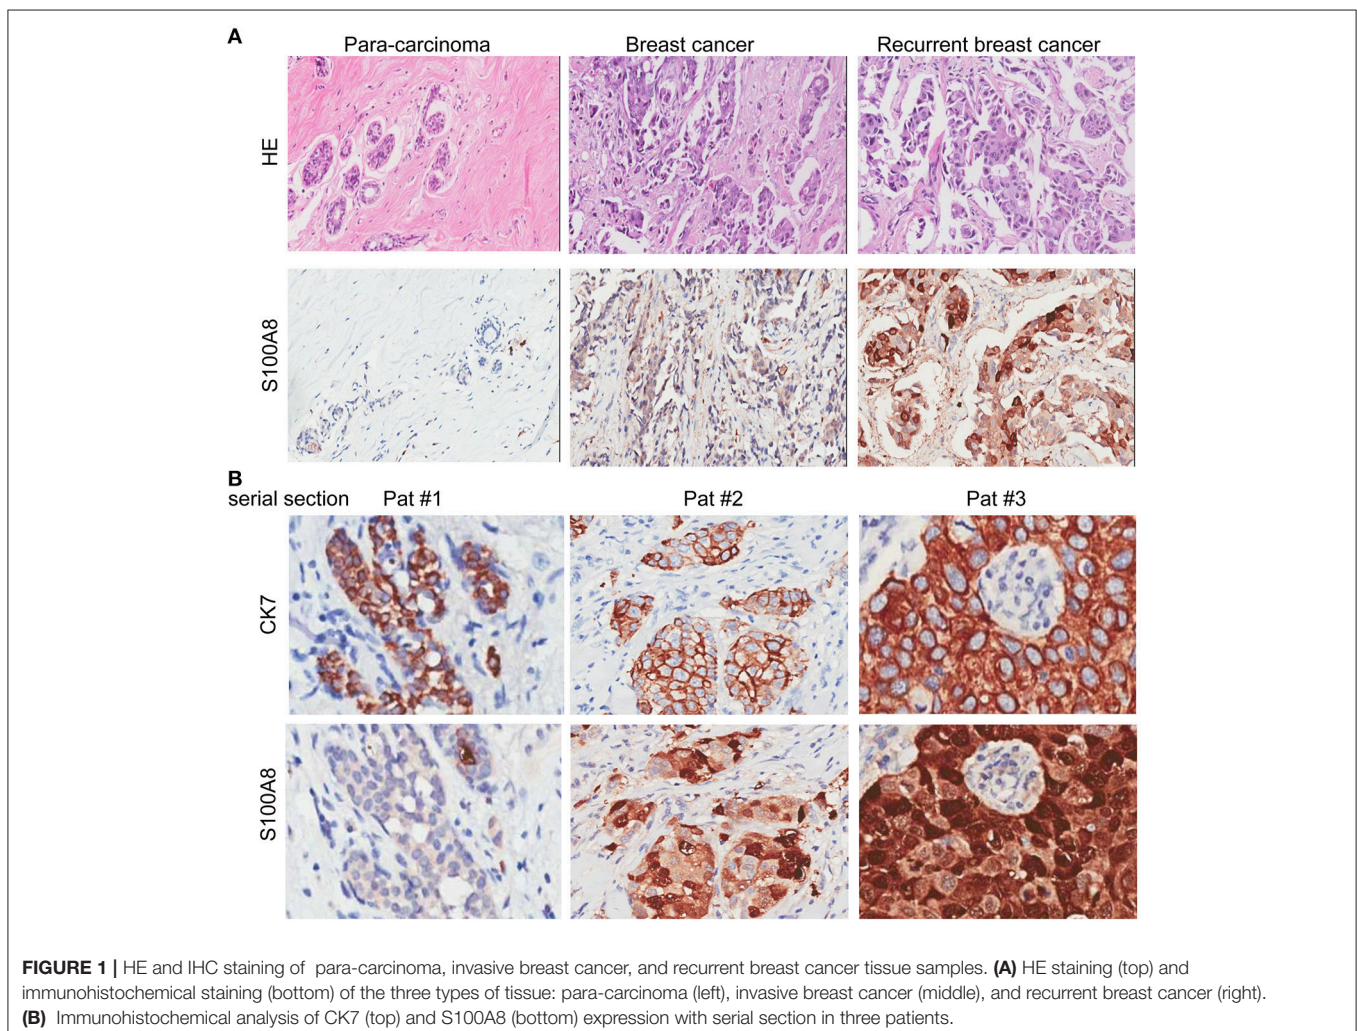 A
Para-carcinoma Breast cancer Recurrent breast cancer
HE
S100A8
B
serial section Pat #1 Pat #2 Pat #3
CK7
S100A8
FIGURE 1 | HE and IHC staining of para-carcinoma, invasive breast cancer, and recurrent breast cancer tissue samples. (A) HE staining (top) and
immunohistochemical staining (bottom) of the three types of tissue: para-carcinoma (left), invasive breast cancer (middle), and recurrent breast cancer (right).
(B) Immunohistochemical analysis of CK7 (top) and S100A8 (bottom) expression with serial section in three patients.